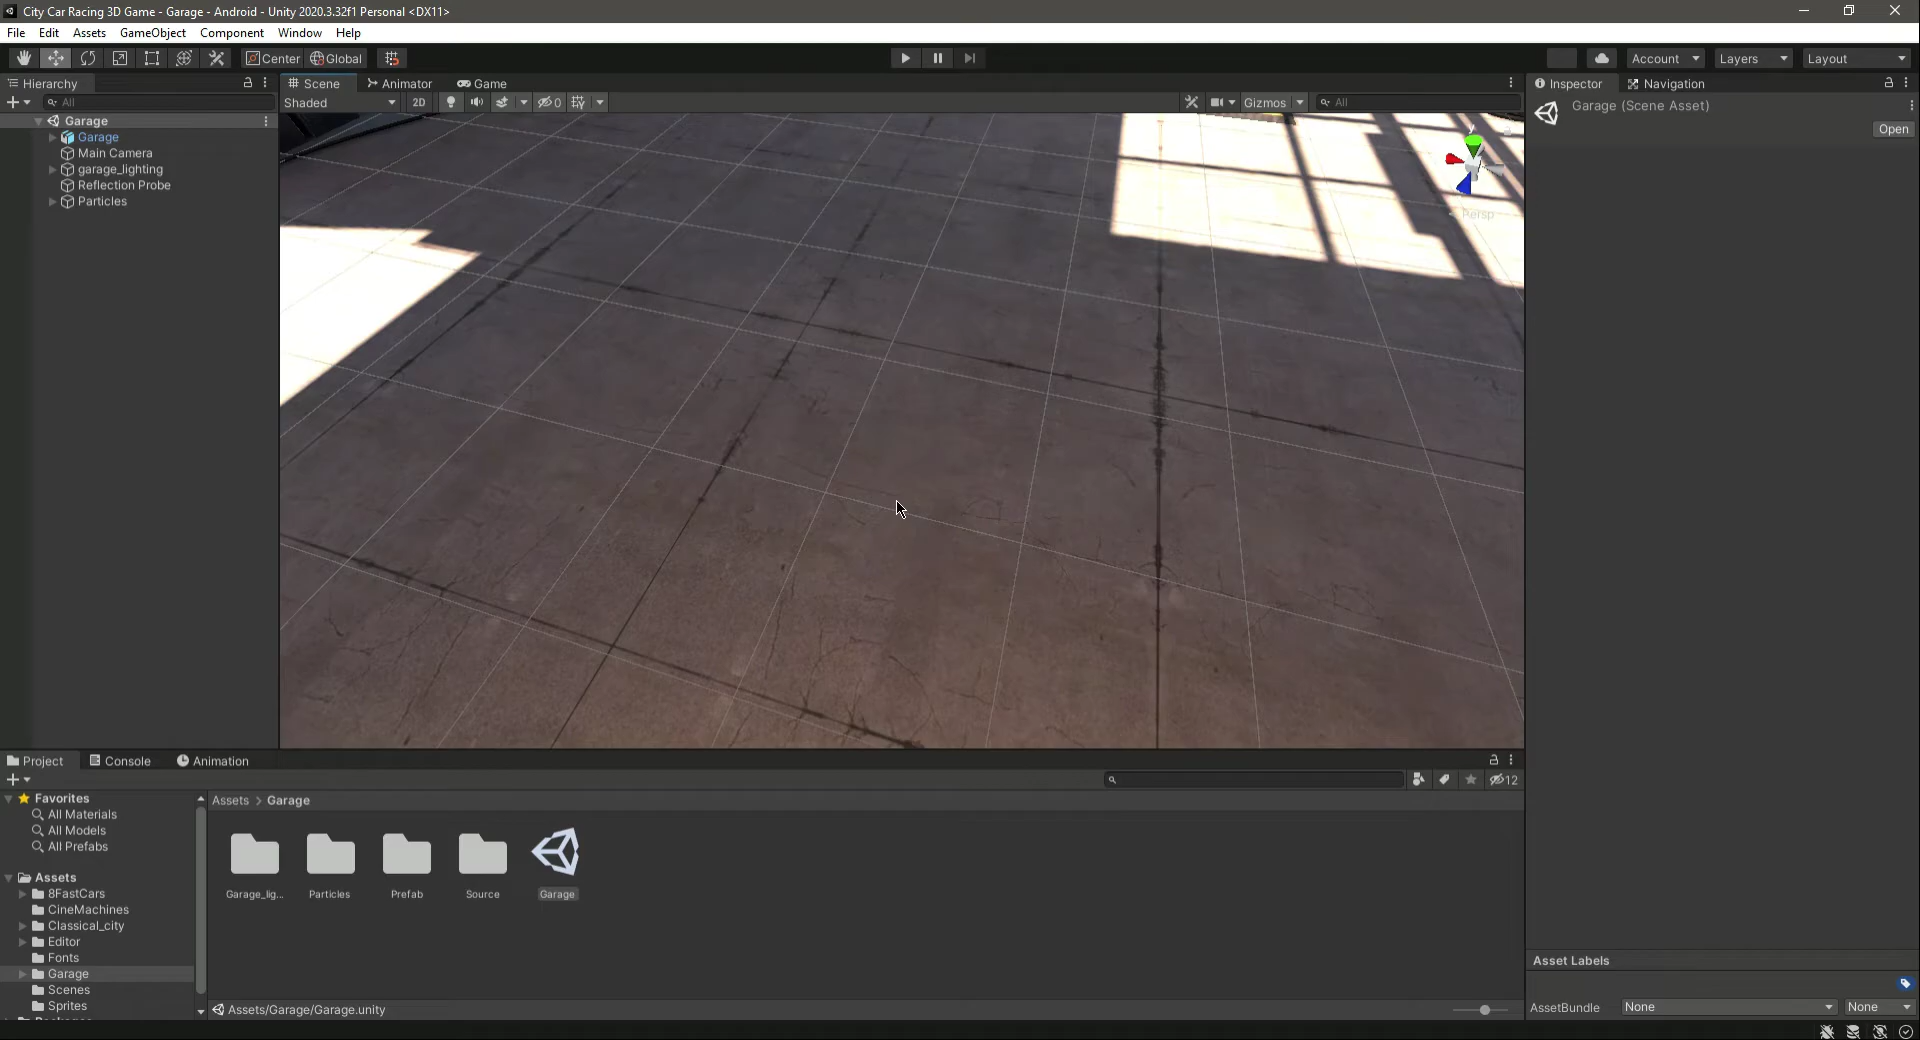 City Car Racing 3D Game - Garage - Android - Unity 2020.3.32f1 Personal <DX11>
File Edit Assets GameObject Component Window Help
Center Global
Account Layers Layout
Hierarchy
All
Garage
Garage
Main Camera
garage_lighting
Reflection Probe
Particles
Scene Animator Game
Shaded 2D 0 Gizmos All
y
Persp
Inspector Navigation
Garage (Scene Asset)
Open
Project Console Animation
12
Favorites
All Materials
All Models
All Prefabs
Assets
8FastCars
CineMachines
Classical_city
Editor
Fonts
Garage
Scenes
Sprites
Assets > Garage
Garage_lig... Particles Prefab Source Garage
Assets/Garage/Garage.unity
Asset Labels
AssetBundle None None